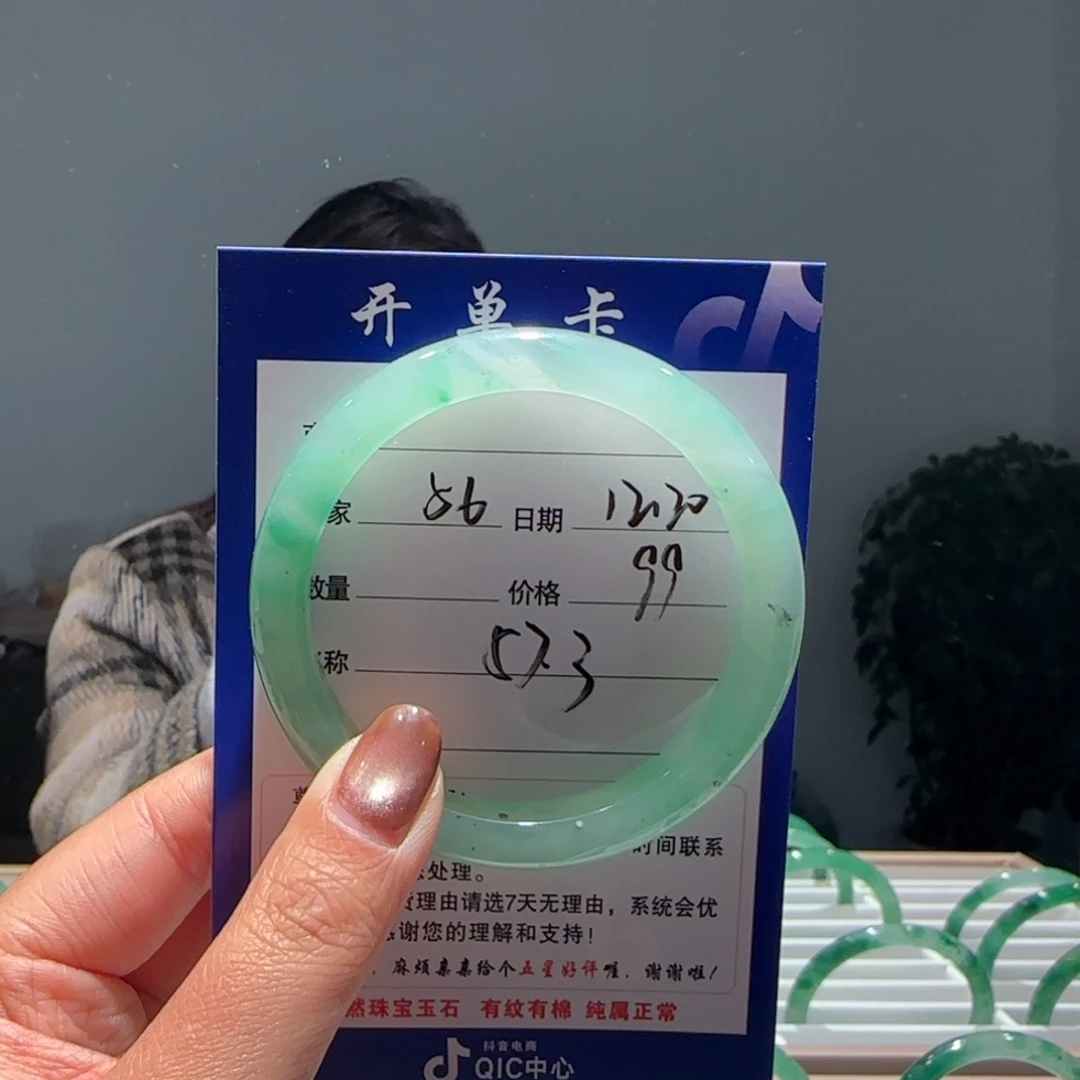 开单卡
家 86 日期 12.20
数量 价格 99
称 57.3
时间联系
处理。
理由请选7天无理由,系统会优
谢您的理解和支持!
麻烦亲亲给个五星好评喔,谢谢啦!
然珠宝玉石 有纹有棉 纯属正常
抖音电商
QIC中心